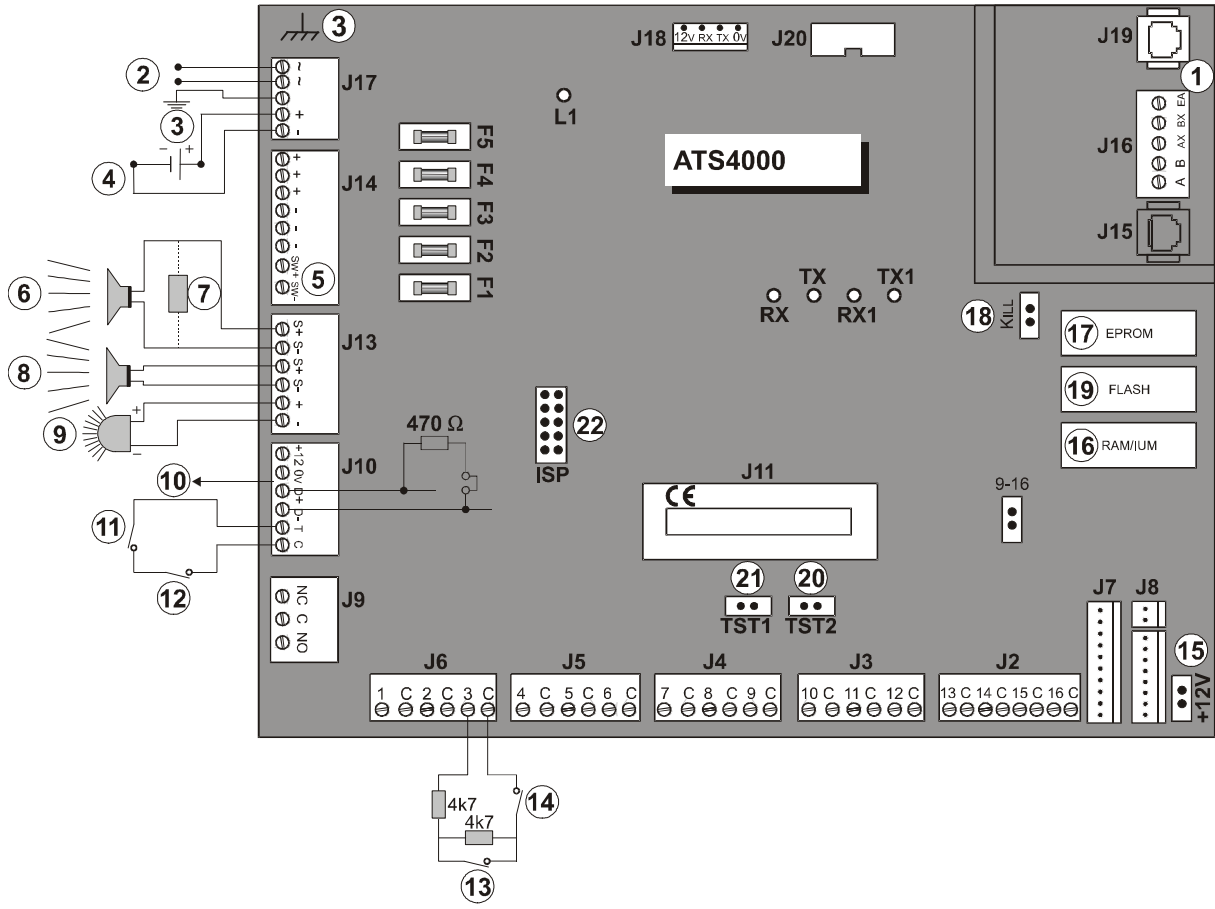 3
J18
12V RX TX 0V
J20
J19
1
2
~
~
J17
3
+
-
L1
EA
BX
AX
B
A
J16
- +
4
F5
F4
F3
F2
F1
ATS4000
+
+
+
-
-
-
SW+
SW-
J14
5
J15
6
7
TX
TX1
RX
RX1
18
KILL
17 EPROM
S+
S-
S+
S-
+
-
J13
8
19 FLASH
+
9
-
470 Ω
22
ISP
16 RAM/IUM
+12
0V
D+
D-
T
C
J10
10
J11
CE
9-16
11
12
21
20
NC
C
NO
J9
TST1
TST2
J7
J8
15
+12V
J6
J5
J4
J3
J2
1 C 2 C 3 C
4 C 5 C 6 C
7 C 8 C 9 C
10 C 11 C 12 C
13 C 14 C 15 C 16 C
4k7
14
4k7
13